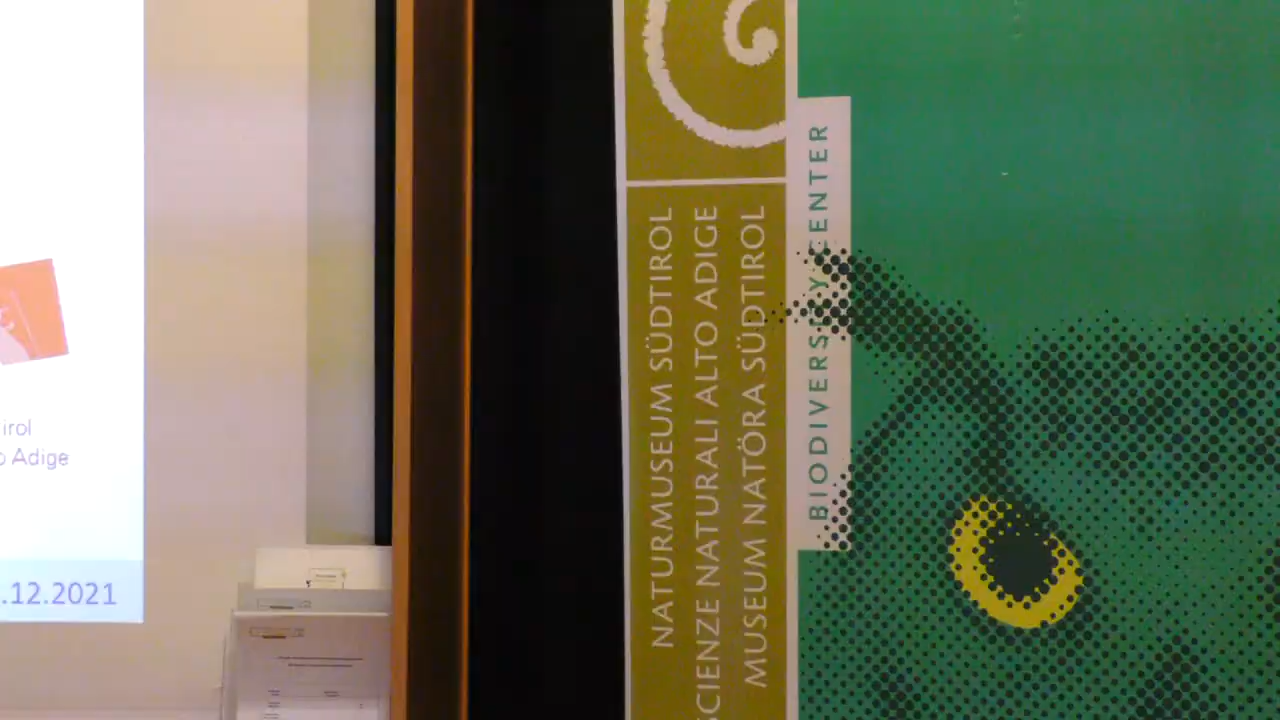 irol
o Adige
.12.2021
NATURMUSEUM SÜDTIROL
SCIENZE NATURALI ALTO ADIGE
MUSEUM NATÖRA SÜDTIROL
BIODIVERSITY CENTER